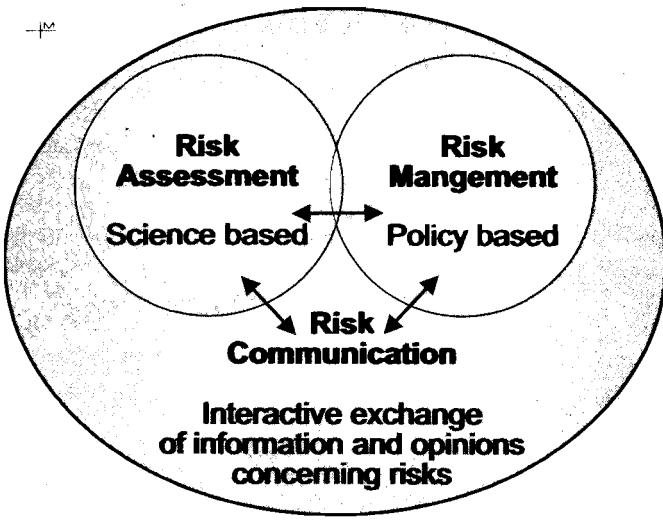 Risk
Assessment
Science based
Risk
Mangement
Policy based
Risk
Communication
Interactive exchange
of information and opinions
concerning risks